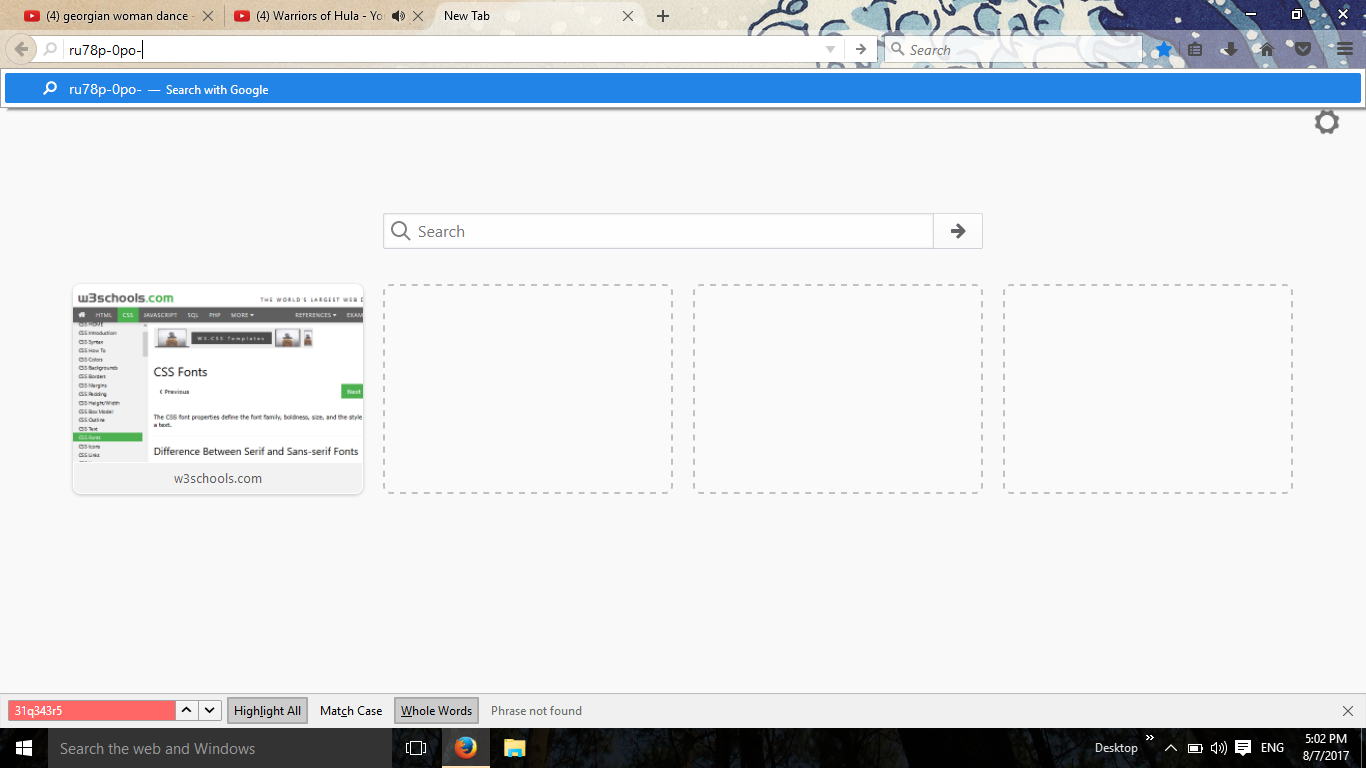 (4) georgian woman dance -
(4) Warriors of Hula - Yo
New Tab
ru78p-0po-
Search
ru78p-0po- — Search with Google
Search
w3schools.com
THE WORLD'S LARGEST WEB D
HTML CSS JAVASCRIPT SQL PHP MORE REFERENCES EXAM
CSS HOME
CSS Introduction
CSS Syntax
CSS How To
CSS Colors
CSS Backgrounds
CSS Borders
CSS Margins
CSS Padding
CSS Height/Width
CSS Box Model
CSS Outline
CSS Text
CSS Fonts
CSS Icons
CSS Links
W3.CSS Templates
CSS Fonts
❮ Previous
Next
The CSS font properties define the font family, boldness, size, and the style
a text.
Difference Between Serif and Sans-serif Fonts
w3schools.com
31q343r5
Highlight All
Match Case
Whole Words
Phrase not found
Search the web and Windows
Desktop
ENG
5:02 PM
8/7/2017